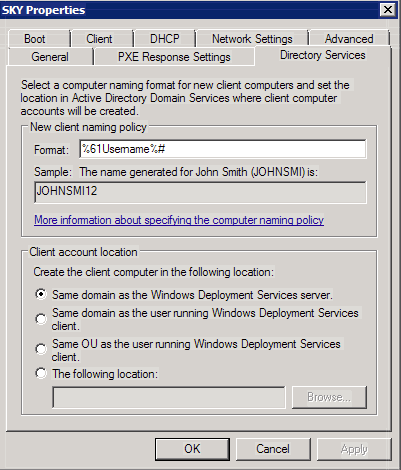 SKY Properties
Boot Client DHCP Network Settings Advanced
General PXE Response Settings Directory Services
Select a computer naming format for new client computers and set the
location in Active Directory Domain Services where client computer
accounts will be created.
New client naming policy
Format: %61Username%#
Sample: The name generated for John Smith (JOHNSMI) is:
JOHNSMI12
More information about specifying the computer naming policy
Client account location
Create the client computer in the following location:
Same domain as the Windows Deployment Services server.
Same domain as the user running Windows Deployment Services
client.
Same OU as the user running Windows Deployment Services
client.
The following location:
Browse...
OK Cancel Apply